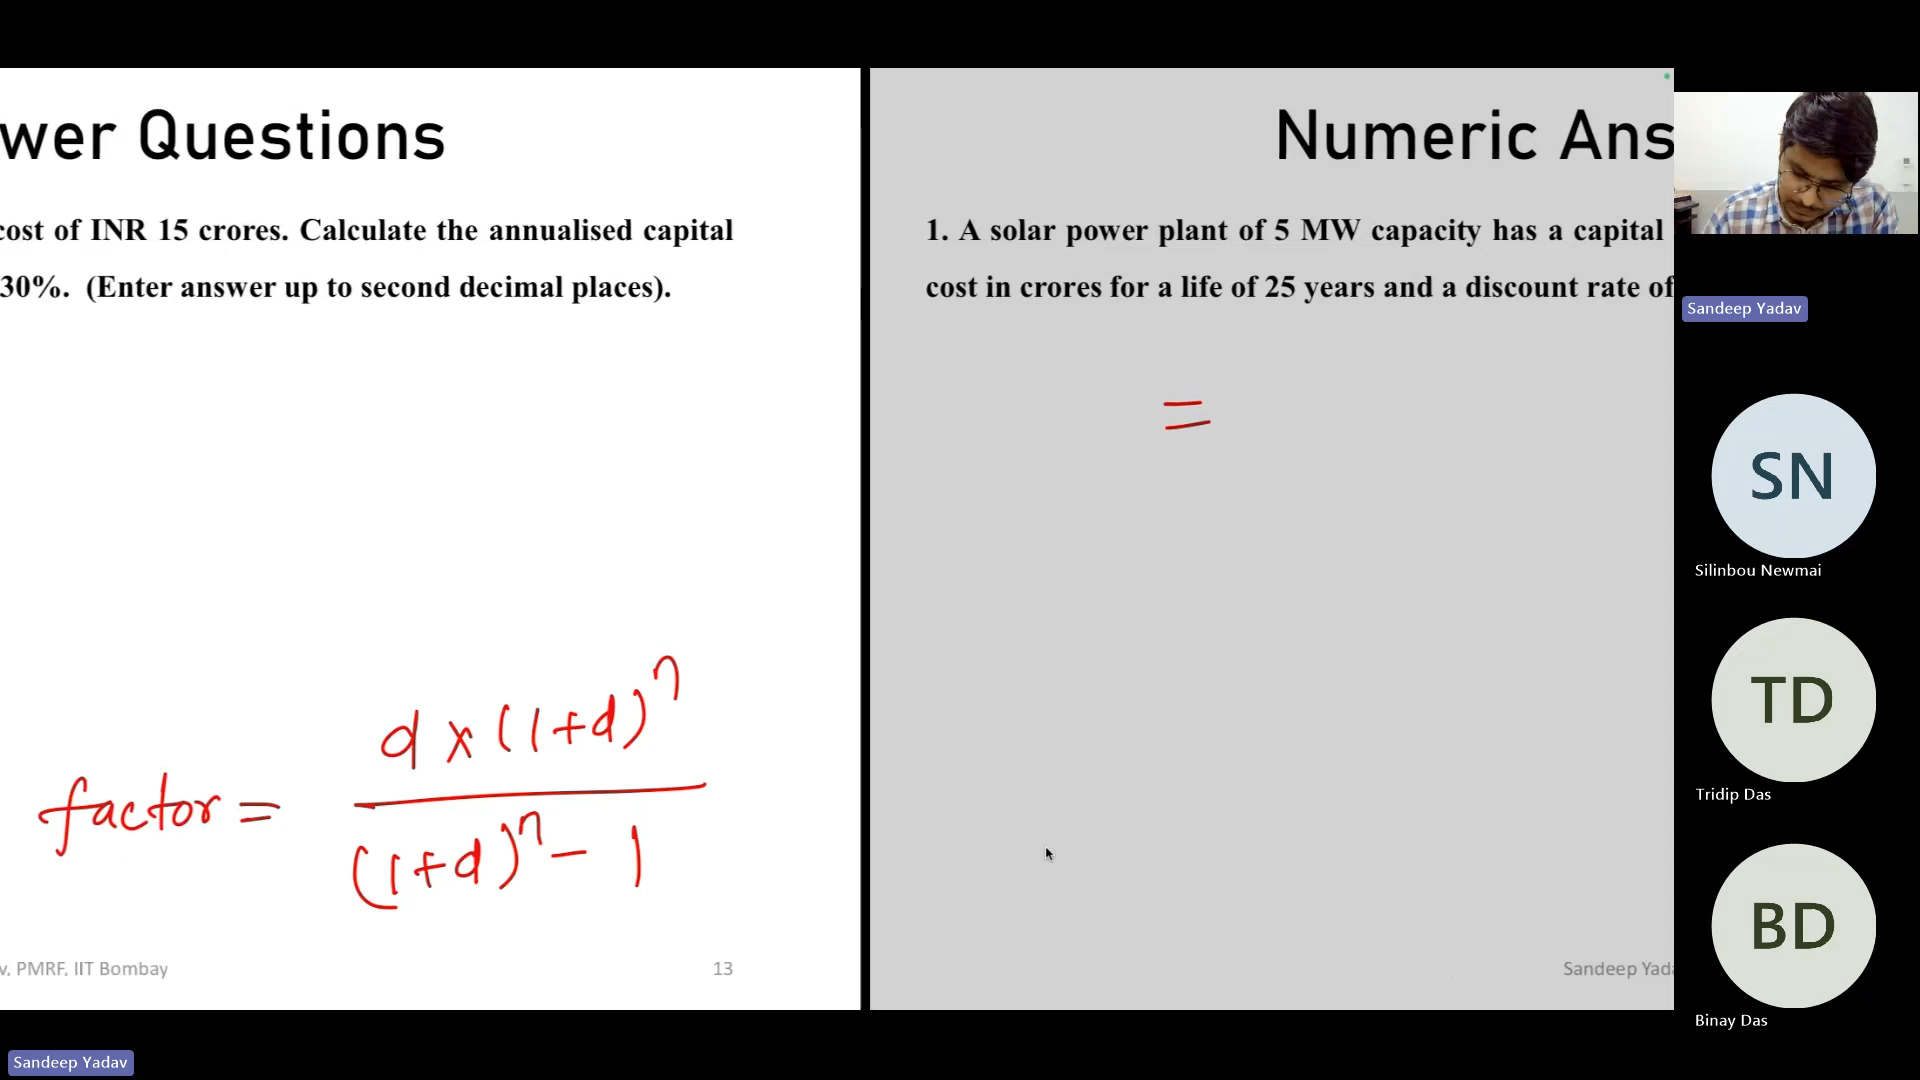 wer Questions
cost of INR 15 crores. Calculate the annualised capital
30%. (Enter answer up to second decimal places).
factor = d x (1+d)^n
(1+d)^n - 1
v, PMRF, IIT Bombay
13
Numeric Ans
1. A solar power plant of 5 MW capacity has a capital
cost in crores for a life of 25 years and a discount rate of
=
Sandeep Yada
Sandeep Yadav
SN
Silinbou Newmai
TD
Tridip Das
BD
Binay Das
Sandeep Yadav